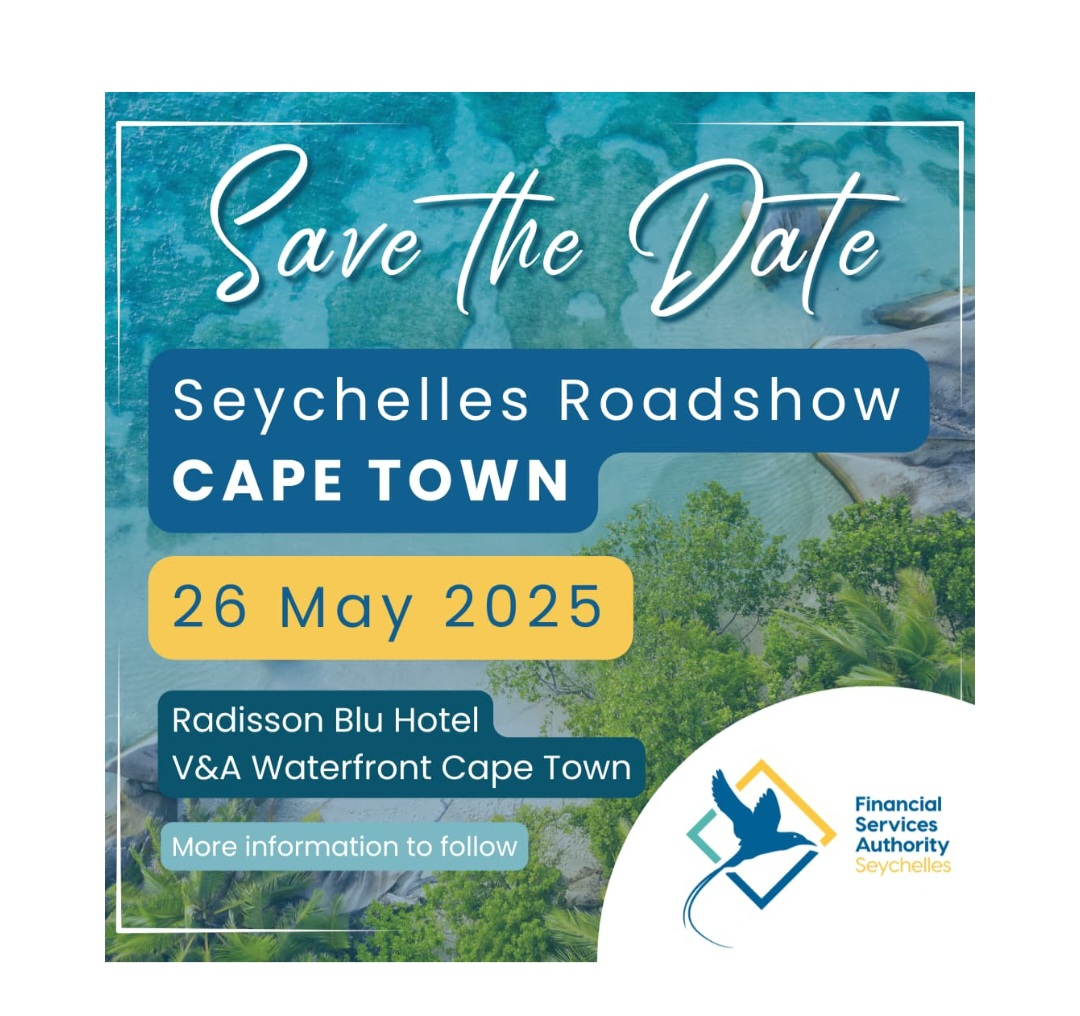 Save the Date
Seychelles Roadshow
CAPE TOWN
26 May 2025
Radisson Blu Hotel
V&A Waterfront Cape Town
More information to follow
Financial
Services
Authority
Seychelles